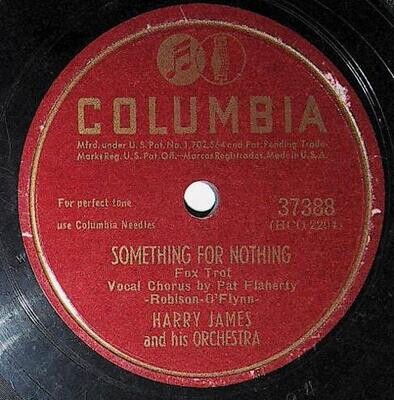 COLUMBIA
Mfrd. under U.S. Pat. No. 1,702,564 and Pat. Pending Trade
Marks Reg. U.S. Pat. Off.—Marcas Registradas. Made in U.S.A.
For perfect tone
use Columbia Needles
37388
(HCO 2294)
SOMETHING FOR NOTHING
Fox Trot
Vocal Chorus by Pat Flaherty
-Robison-O'Flynn-
HARRY JAMES
and his ORCHESTRA